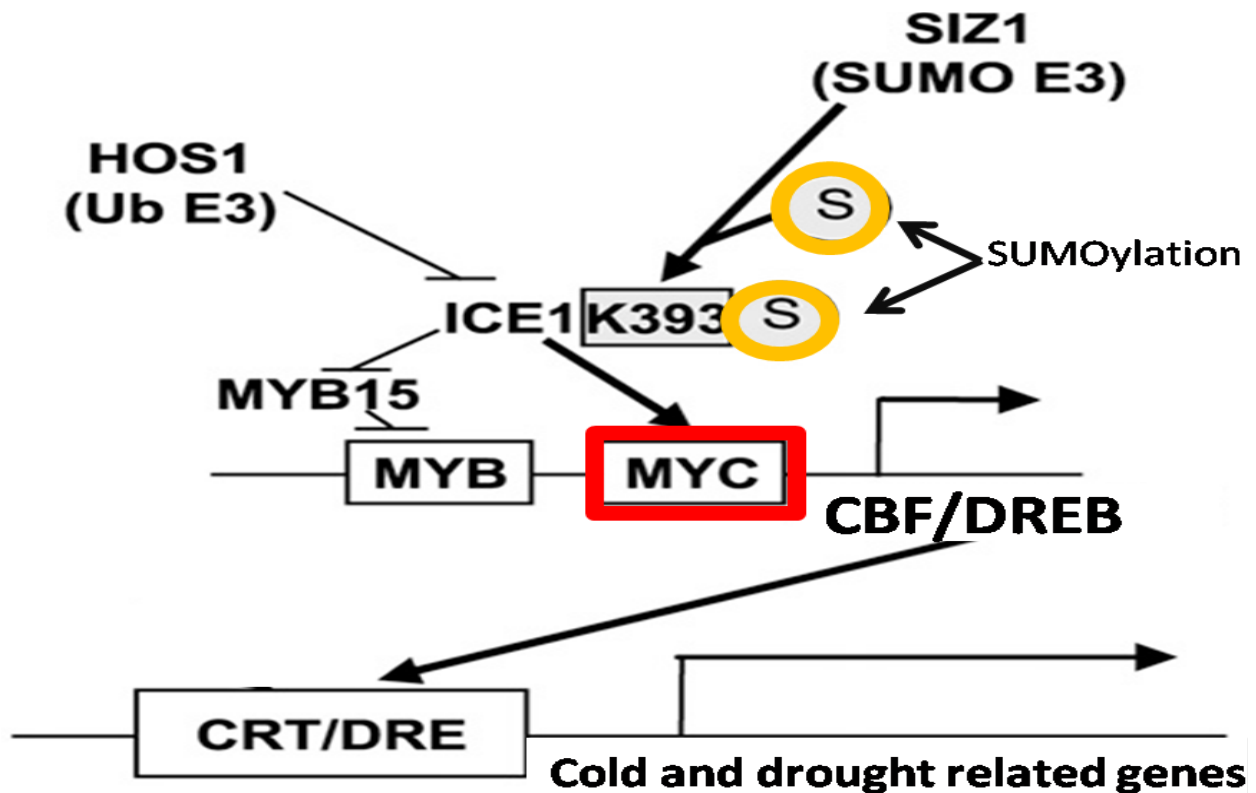 SIZ1
(SUMO E3)
HOS1
(Ub E3)
S
SUMOylation
ICE1 K393 S
MYB15
MYB MYC
CBF/DREB
CRT/DRE
Cold and drought related genes